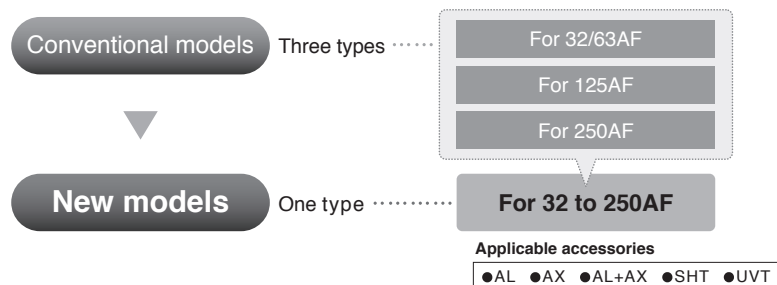 Conventional models Three types ······ For 32/63AF
For 125AF
For 250AF
New models One type ·········· For 32 to 250AF
Applicable accessories
●AL ●AX ●AL+AX ●SHT ●UVT